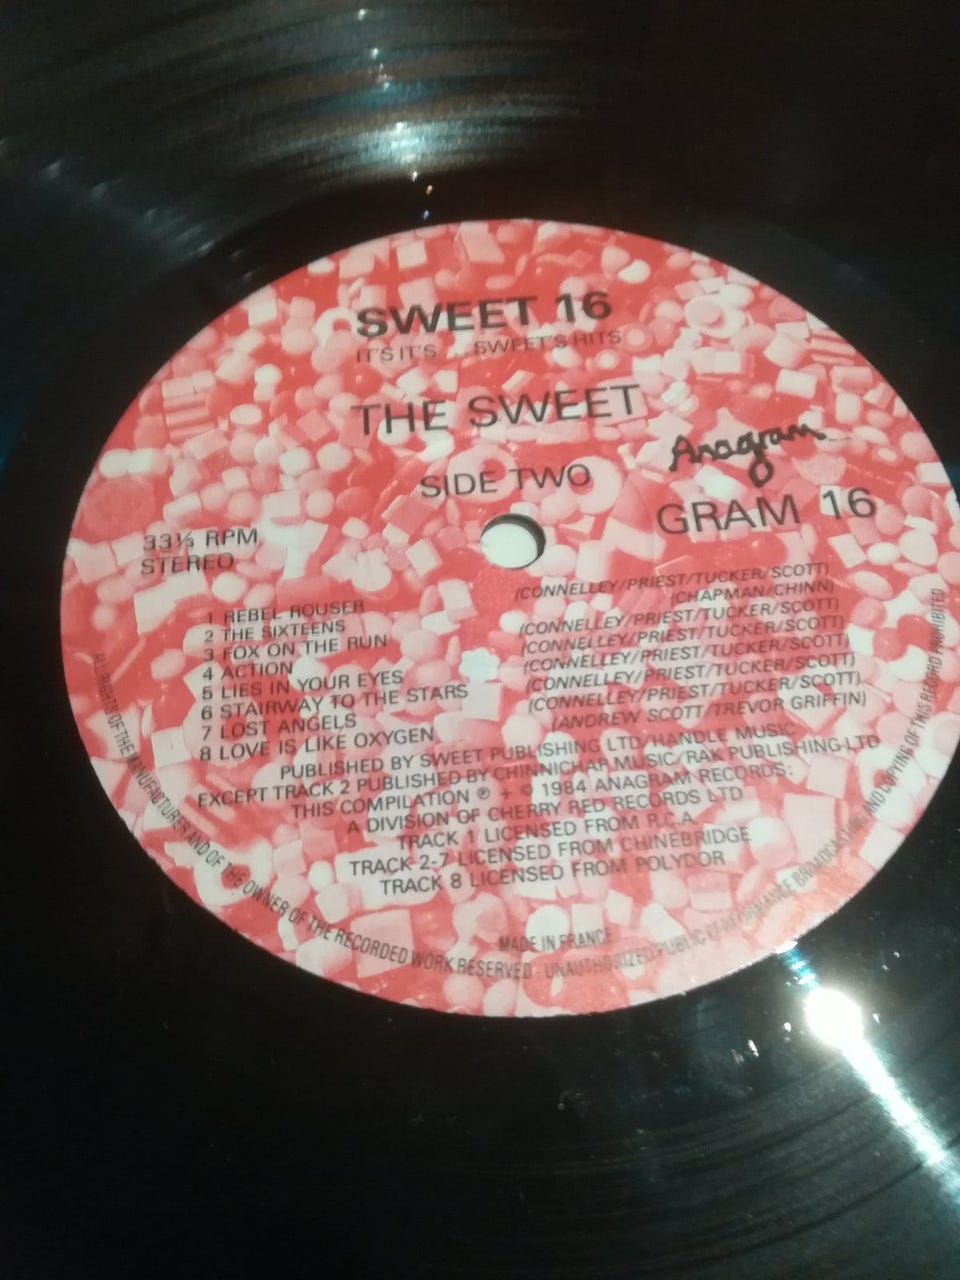 SWEET 16
IT'S IT'S ... SWEET'S HITS
THE SWEET
SIDE TWO
Anagram
GRAM 16
33⅓ RPM
STEREO
1 REBEL ROUSER (CONNELLEY/PRIEST/TUCKER/SCOTT)
2 THE SIXTEENS (CHAPMAN/CHINN)
3 FOX ON THE RUN (CONNELLEY/PRIEST/TUCKER/SCOTT)
4 ACTION (CONNELLEY/PRIEST/TUCKER/SCOTT)
5 LIES IN YOUR EYES (CONNELLEY/PRIEST/TUCKER/SCOTT)
6 STAIRWAY TO THE STARS (CONNELLEY/PRIEST/TUCKER/SCOTT)
7 LOST ANGELS (CONNELLEY/PRIEST/TUCKER/SCOTT)
8 LOVE IS LIKE OXYGEN (ANDREW SCOTT/TREVOR GRIFFIN)
PUBLISHED BY SWEET PUBLISHING LTD/HANDLE MUSIC
EXCEPT TRACK 2 PUBLISHED BY CHINNICHAP MUSIC/RAK PUBLISHING LTD
THIS COMPILATION ℗ + © 1984 ANAGRAM RECORDS:
A DIVISION OF CHERRY RED RECORDS LTD
TRACK 1 LICENSED FROM R.C.A.
TRACK 2-7 LICENSED FROM CHINEBRIDGE
TRACK 8 LICENSED FROM POLYDOR
MADE IN FRANCE
ALL RIGHTS OF THE MANUFACTURER AND OF THE OWNER OF THE RECORDED WORK RESERVED - UNAUTHORIZED PUBLIC PERFORMANCE BROADCASTING AND COPYING OF THIS RECORD PROHIBITED